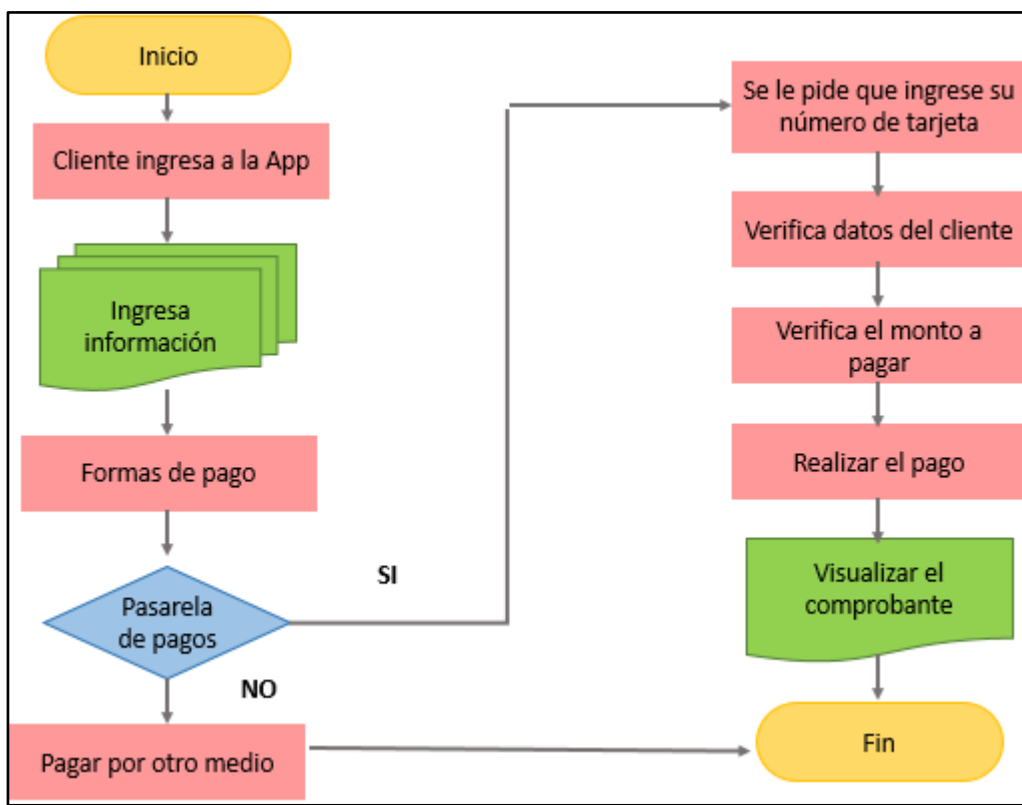 Inicio
Cliente ingresa a la App
Ingresa
información
Formas de pago
Pasarela
de pagos
SI
NO
Pagar por otro medio
Se le pide que ingrese su
número de tarjeta
Verifica datos del cliente
Verifica el monto a
pagar
Realizar el pago
Visualizar el
comprobante
Fin